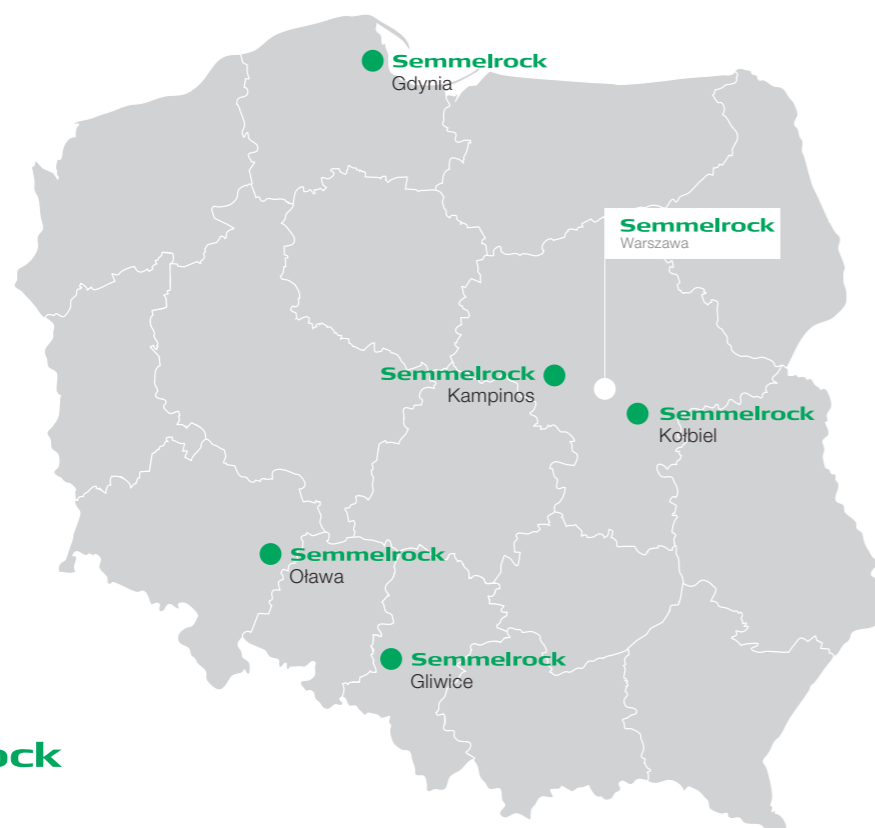 Semmelrock
Gdynia
Semmelrock
Warszawa
Semmelrock
Kampinos
Semmelrock
Kołbiel
Semmelrock
Oława
Semmelrock
Gliwice
ock